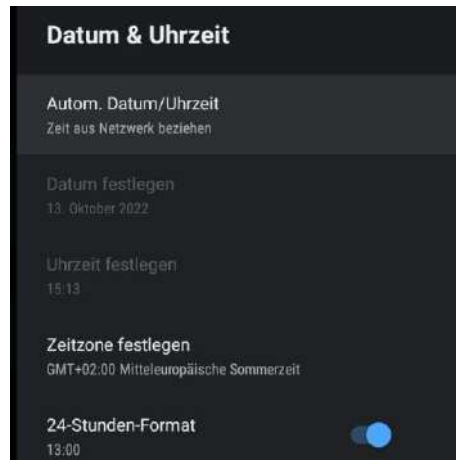 Datum & Uhrzeit
Autom. Datum/Uhrzeit
Zeit aus Netzwerk beziehen
Datum festlegen
13. Oktober 2022
Uhrzeit festlegen
15:13
Zeitzone festlegen
GMT+02:00 Mitteleuropäische Sommerzeit
24-Stunden-Format
13:00